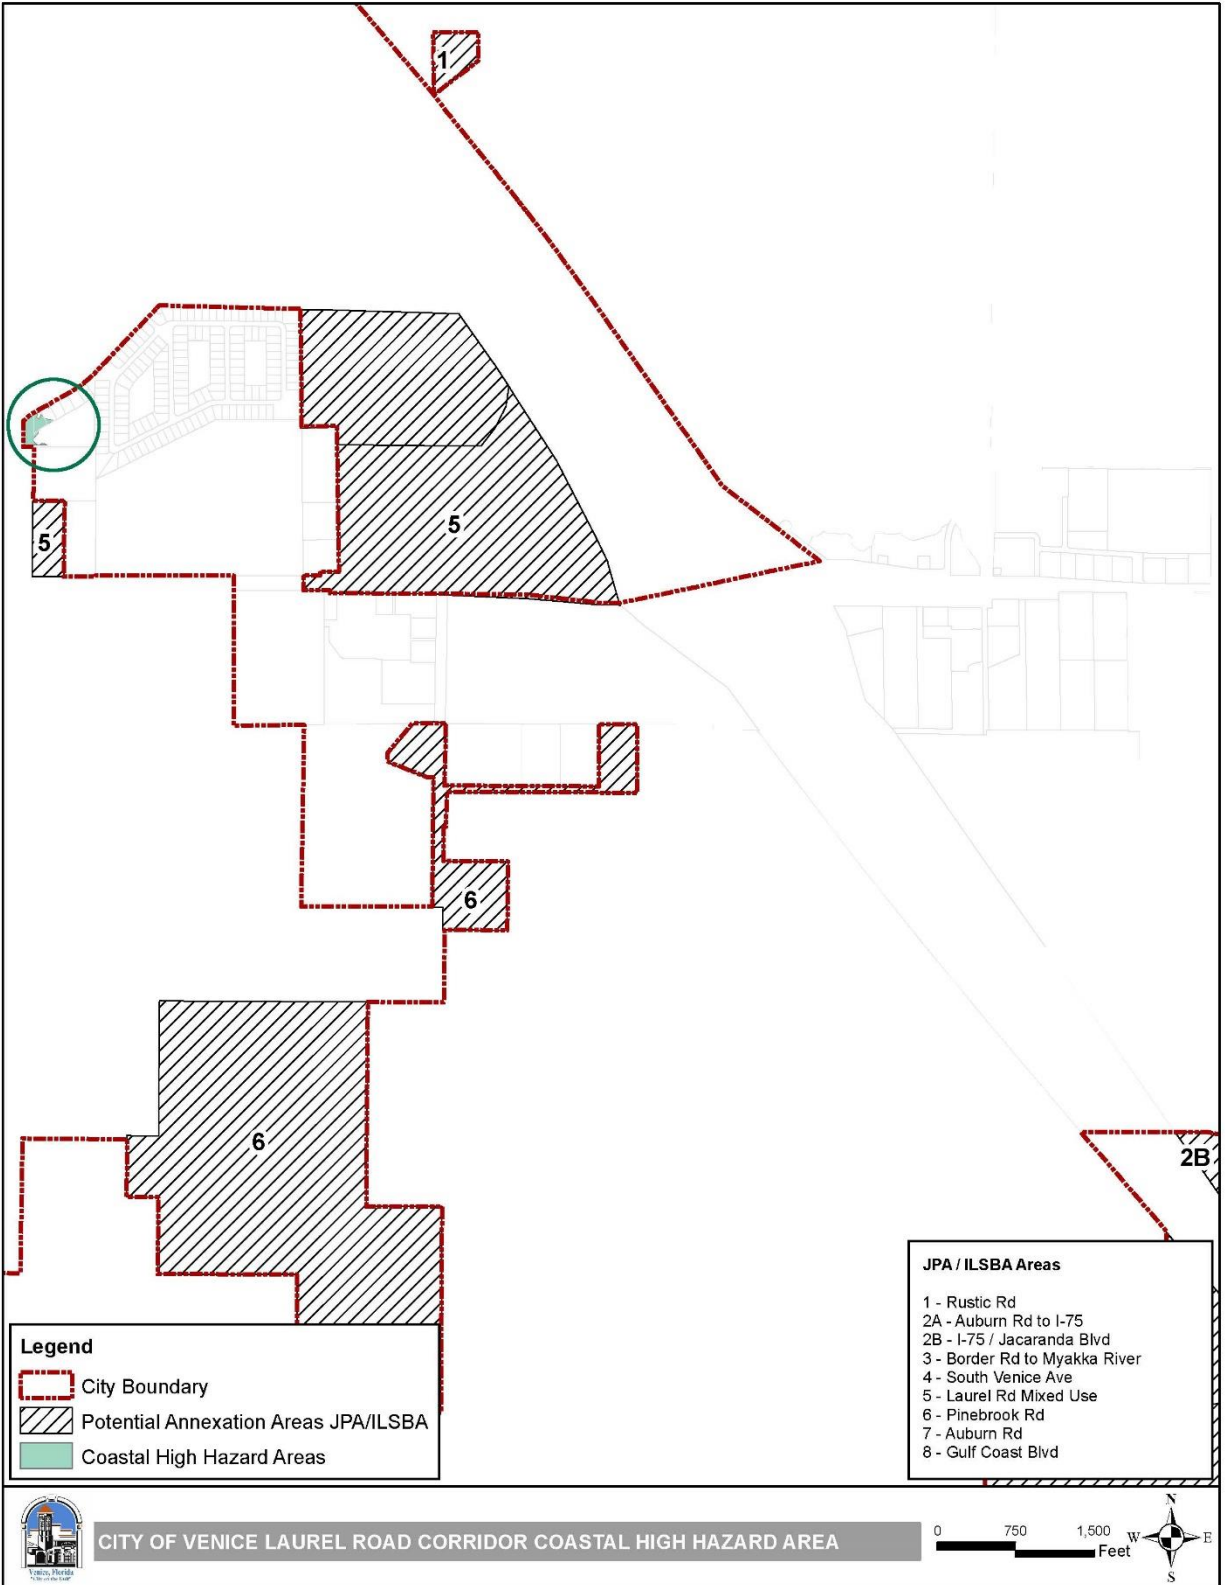 1
5
5
6
6
2B
JPA / ILSBA Areas
1 - Rustic Rd
2A - Auburn Rd to I-75
2B - I-75 / Jacaranda Blvd
3 - Border Rd to Myakka River
4 - South Venice Ave
5 - Laurel Rd Mixed Use
6 - Pinebrook Rd
7 - Auburn Rd
8 - Gulf Coast Blvd
Legend
City Boundary
Potential Annexation Areas JPA/ILSBA
Coastal High Hazard Areas
Venice, Florida
CITY OF VENICE LAUREL ROAD CORRIDOR COASTAL HIGH HAZARD AREA
0 750 1,500
Feet
N
W E
S